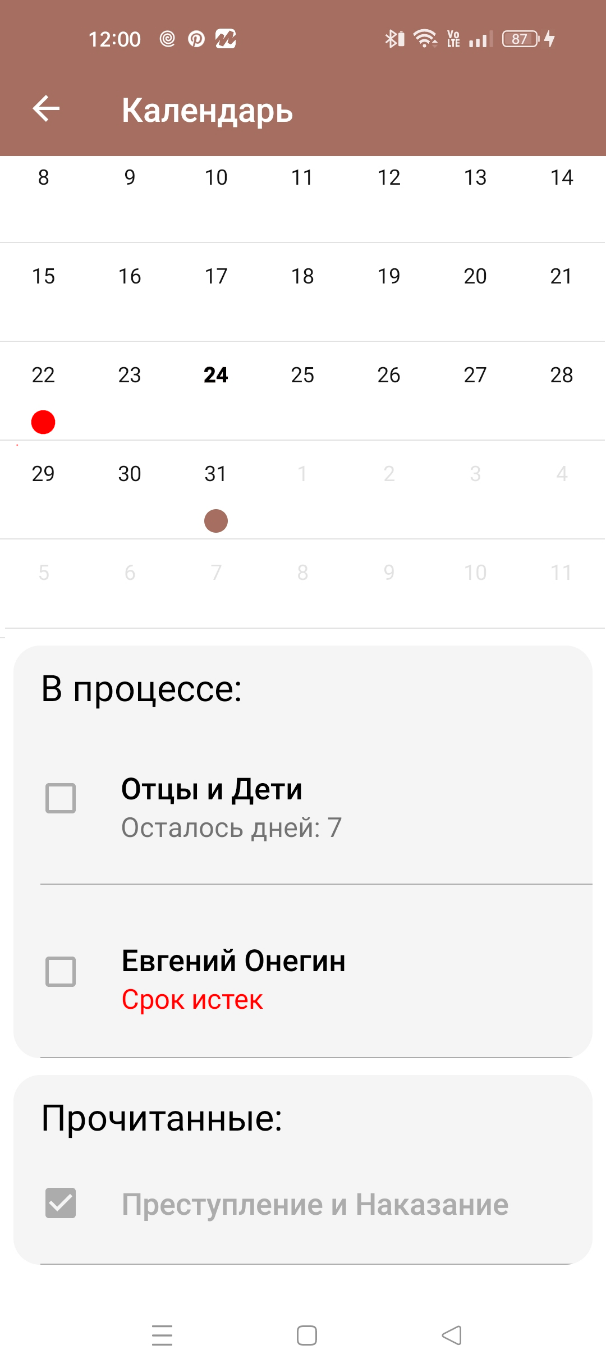 12:00 VoLTE 87
Календарь
8 9 10 11 12 13 14
15 16 17 18 19 20 21
22 23 24 25 26 27 28
29 30 31 1 2 3 4
5 6 7 8 9 10 11
В процессе:
Отцы и Дети
Осталось дней: 7
Евгений Онегин
Срок истек
Прочитанные:
Преступление и Наказание